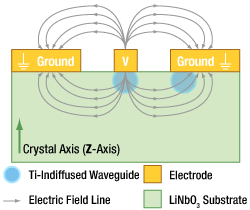 Ground
V
Ground
Crystal Axis (Z-Axis)
Ti-Indiffused Waveguide
Electrode
Electric Field Line
LiNbO₃ Substrate